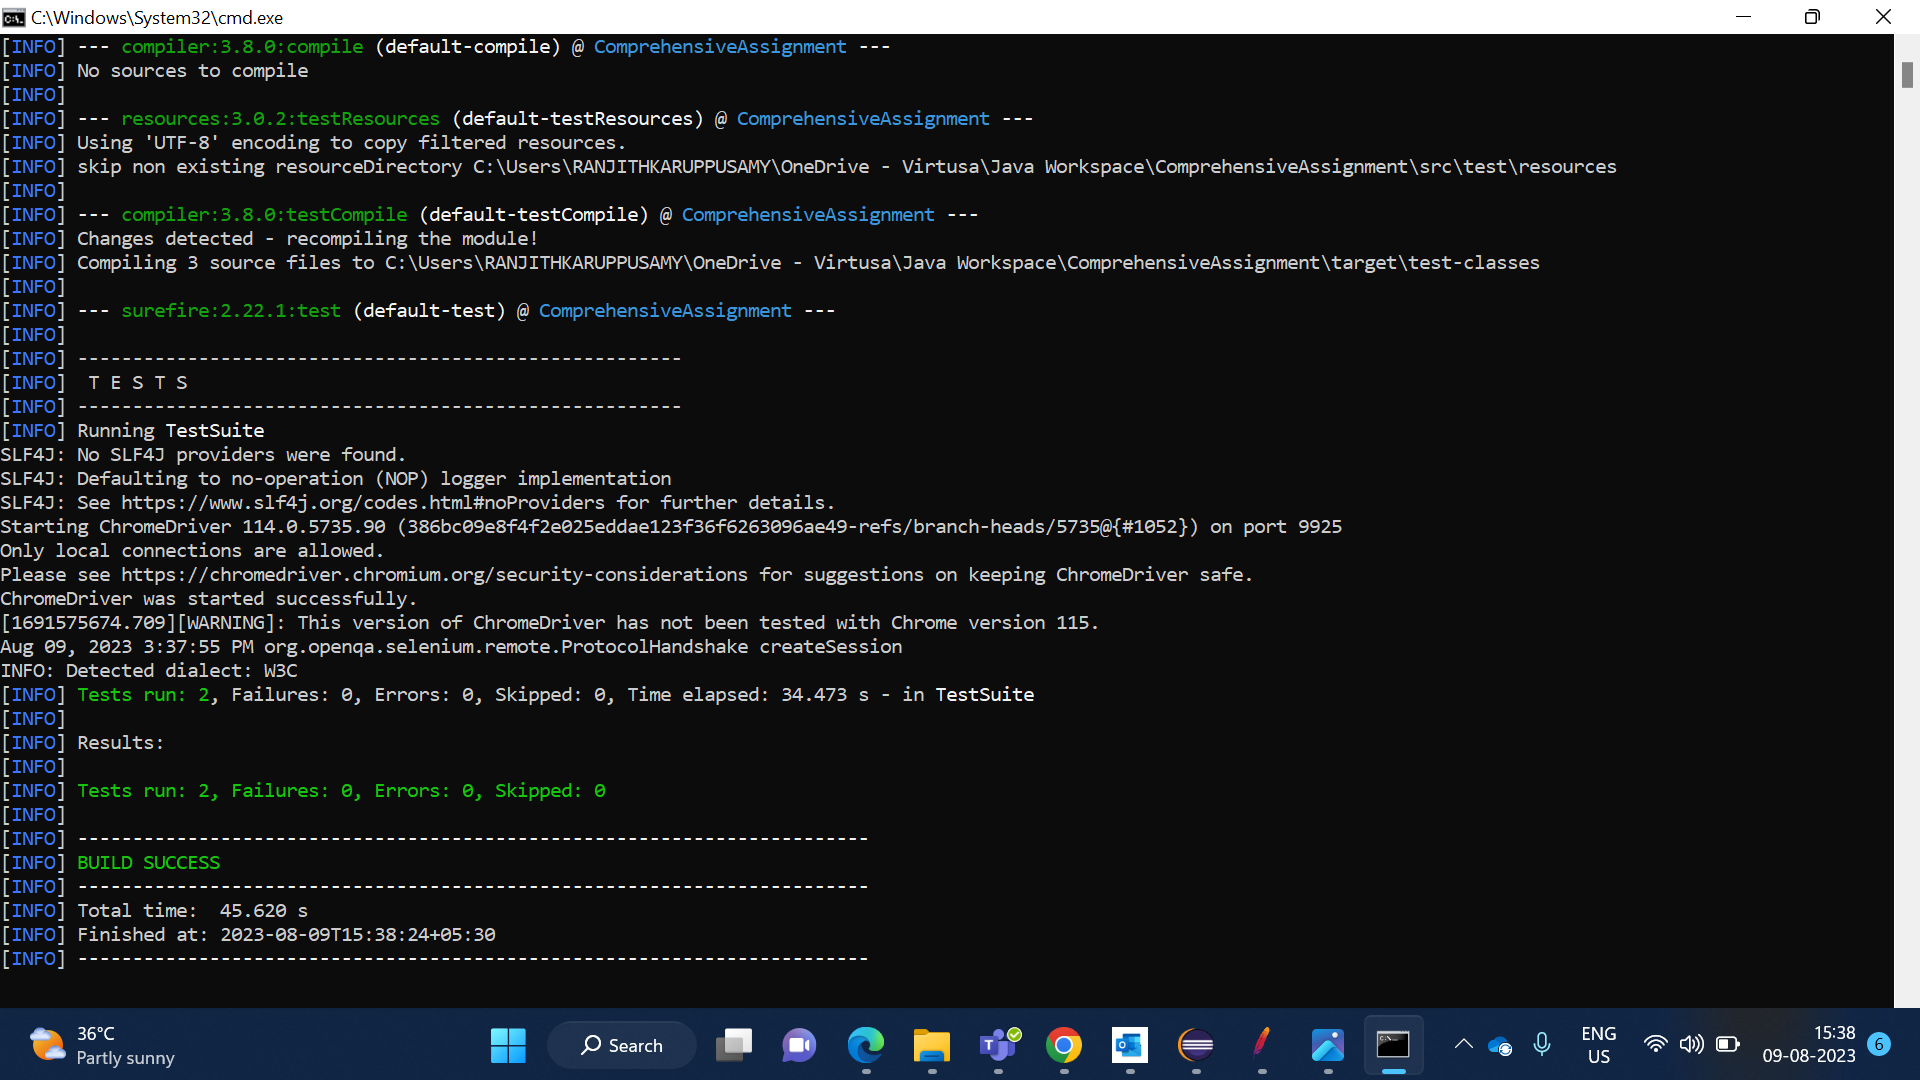 C:\Windows\System32\cmd.exe
[INFO] --- compiler:3.8.0:compile (default-compile) @ ComprehensiveAssignment ---
[INFO] No sources to compile
[INFO]
[INFO] --- resources:3.0.2:testResources (default-testResources) @ ComprehensiveAssignment ---
[INFO] Using 'UTF-8' encoding to copy filtered resources.
[INFO] skip non existing resourceDirectory C:\Users\RANJITHKARUPPUSAMY\OneDrive - Virtusa\Java Workspace\ComprehensiveAssignment\src\test\resources
[INFO]
[INFO] --- compiler:3.8.0:testCompile (default-testCompile) @ ComprehensiveAssignment ---
[INFO] Changes detected - recompiling the module!
[INFO] Compiling 3 source files to C:\Users\RANJITHKARUPPUSAMY\OneDrive - Virtusa\Java Workspace\ComprehensiveAssignment\target\test-classes
[INFO]
[INFO] --- surefire:2.22.1:test (default-test) @ ComprehensiveAssignment ---
[INFO]
[INFO] -------------------------------------------------------
[INFO]  T E S T S
[INFO] -------------------------------------------------------
[INFO] Running TestSuite
SLF4J: No SLF4J providers were found.
SLF4J: Defaulting to no-operation (NOP) logger implementation
SLF4J: See https://www.slf4j.org/codes.html#noProviders for further details.
Starting ChromeDriver 114.0.5735.90 (386bc09e8f4f2e025eddae123f36f6263096ae49-refs/branch-heads/5735@{#1052}) on port 9925
Only local connections are allowed.
Please see https://chromedriver.chromium.org/security-considerations for suggestions on keeping ChromeDriver safe.
ChromeDriver was started successfully.
[1691575674.709][WARNING]: This version of ChromeDriver has not been tested with Chrome version 115.
Aug 09, 2023 3:37:55 PM org.openqa.selenium.remote.ProtocolHandshake createSession
INFO: Detected dialect: W3C
[INFO] Tests run: 2, Failures: 0, Errors: 0, Skipped: 0, Time elapsed: 34.473 s - in TestSuite
[INFO]
[INFO] Results:
[INFO]
[INFO] Tests run: 2, Failures: 0, Errors: 0, Skipped: 0
[INFO]
[INFO] ------------------------------------------------------------------------
[INFO] BUILD SUCCESS
[INFO] ------------------------------------------------------------------------
[INFO] Total time:  45.620 s
[INFO] Finished at: 2023-08-09T15:38:24+05:30
[INFO] ------------------------------------------------------------------------
36°C
Partly sunny
Search
ENG
US
15:38
09-08-2023
6